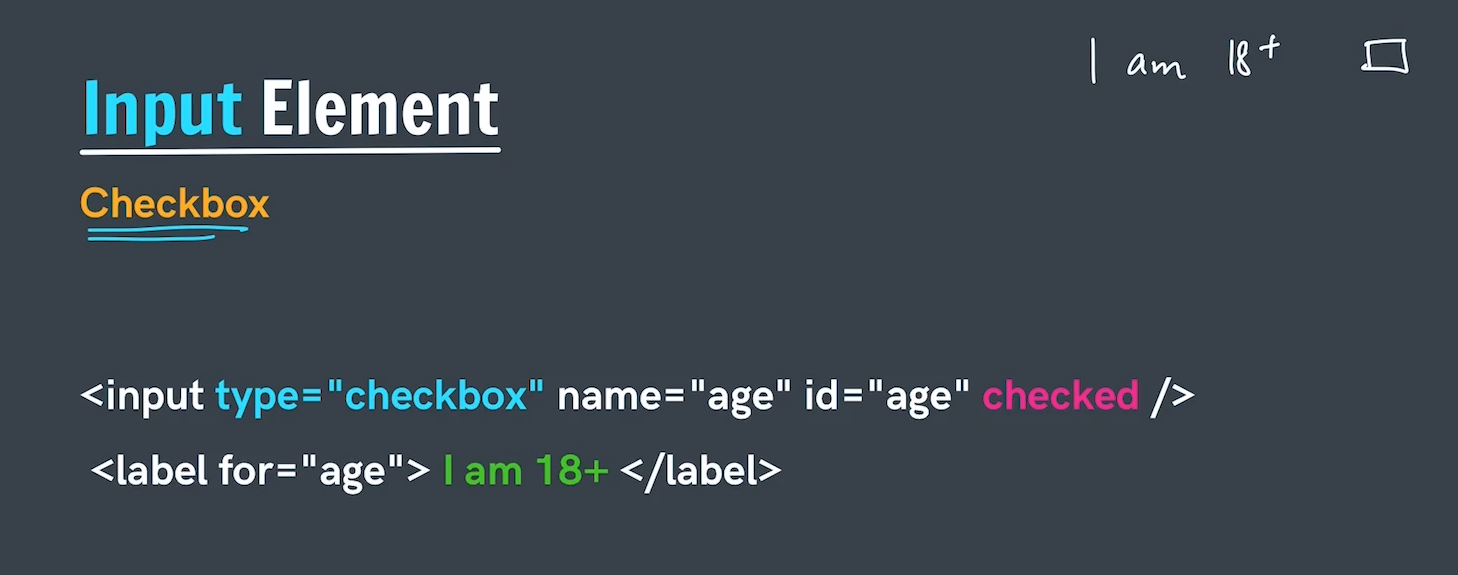 I am 18+
Input Element
Checkbox
<input type="checkbox" name="age" id="age" checked />
<label for="age"> I am 18+ </label>